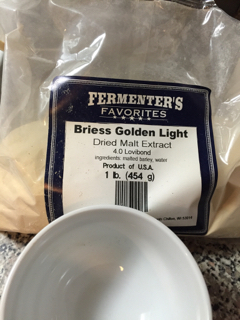 FERMENTER'S
FAVORITES
Briess Golden Light
Dried Malt Extract
4.0 Lovibond
ingredients: malted barley, water
Product of U.S.A.
1 lb. (454 g)